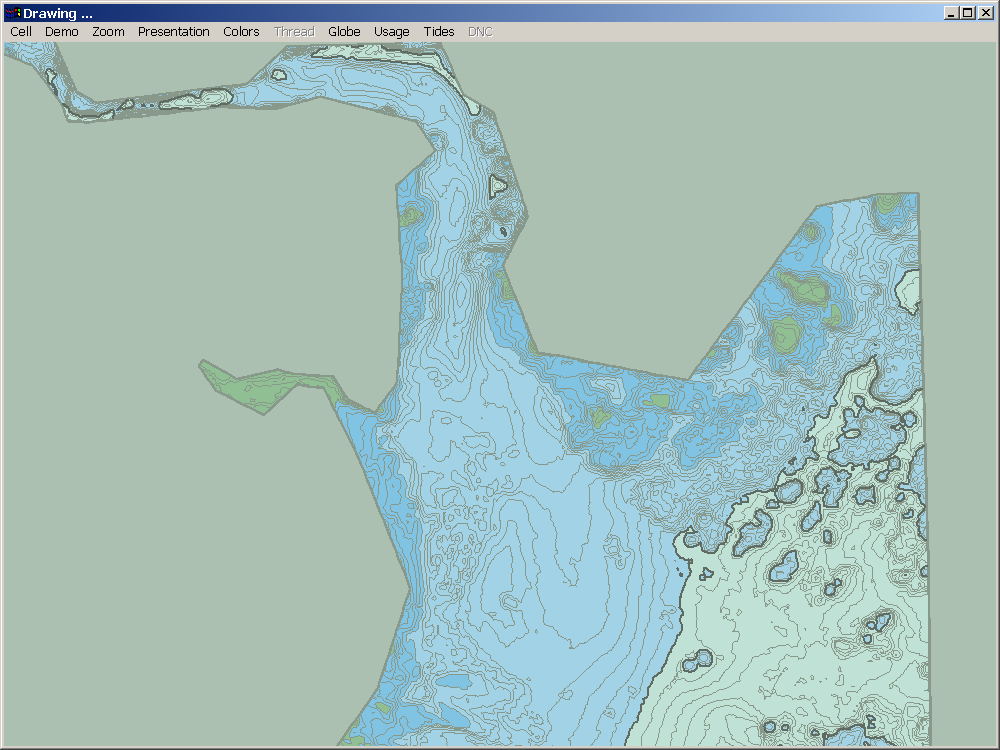 Drawing ...
Cell Demo Zoom Presentation Colors Thread Globe Usage Tides DNC